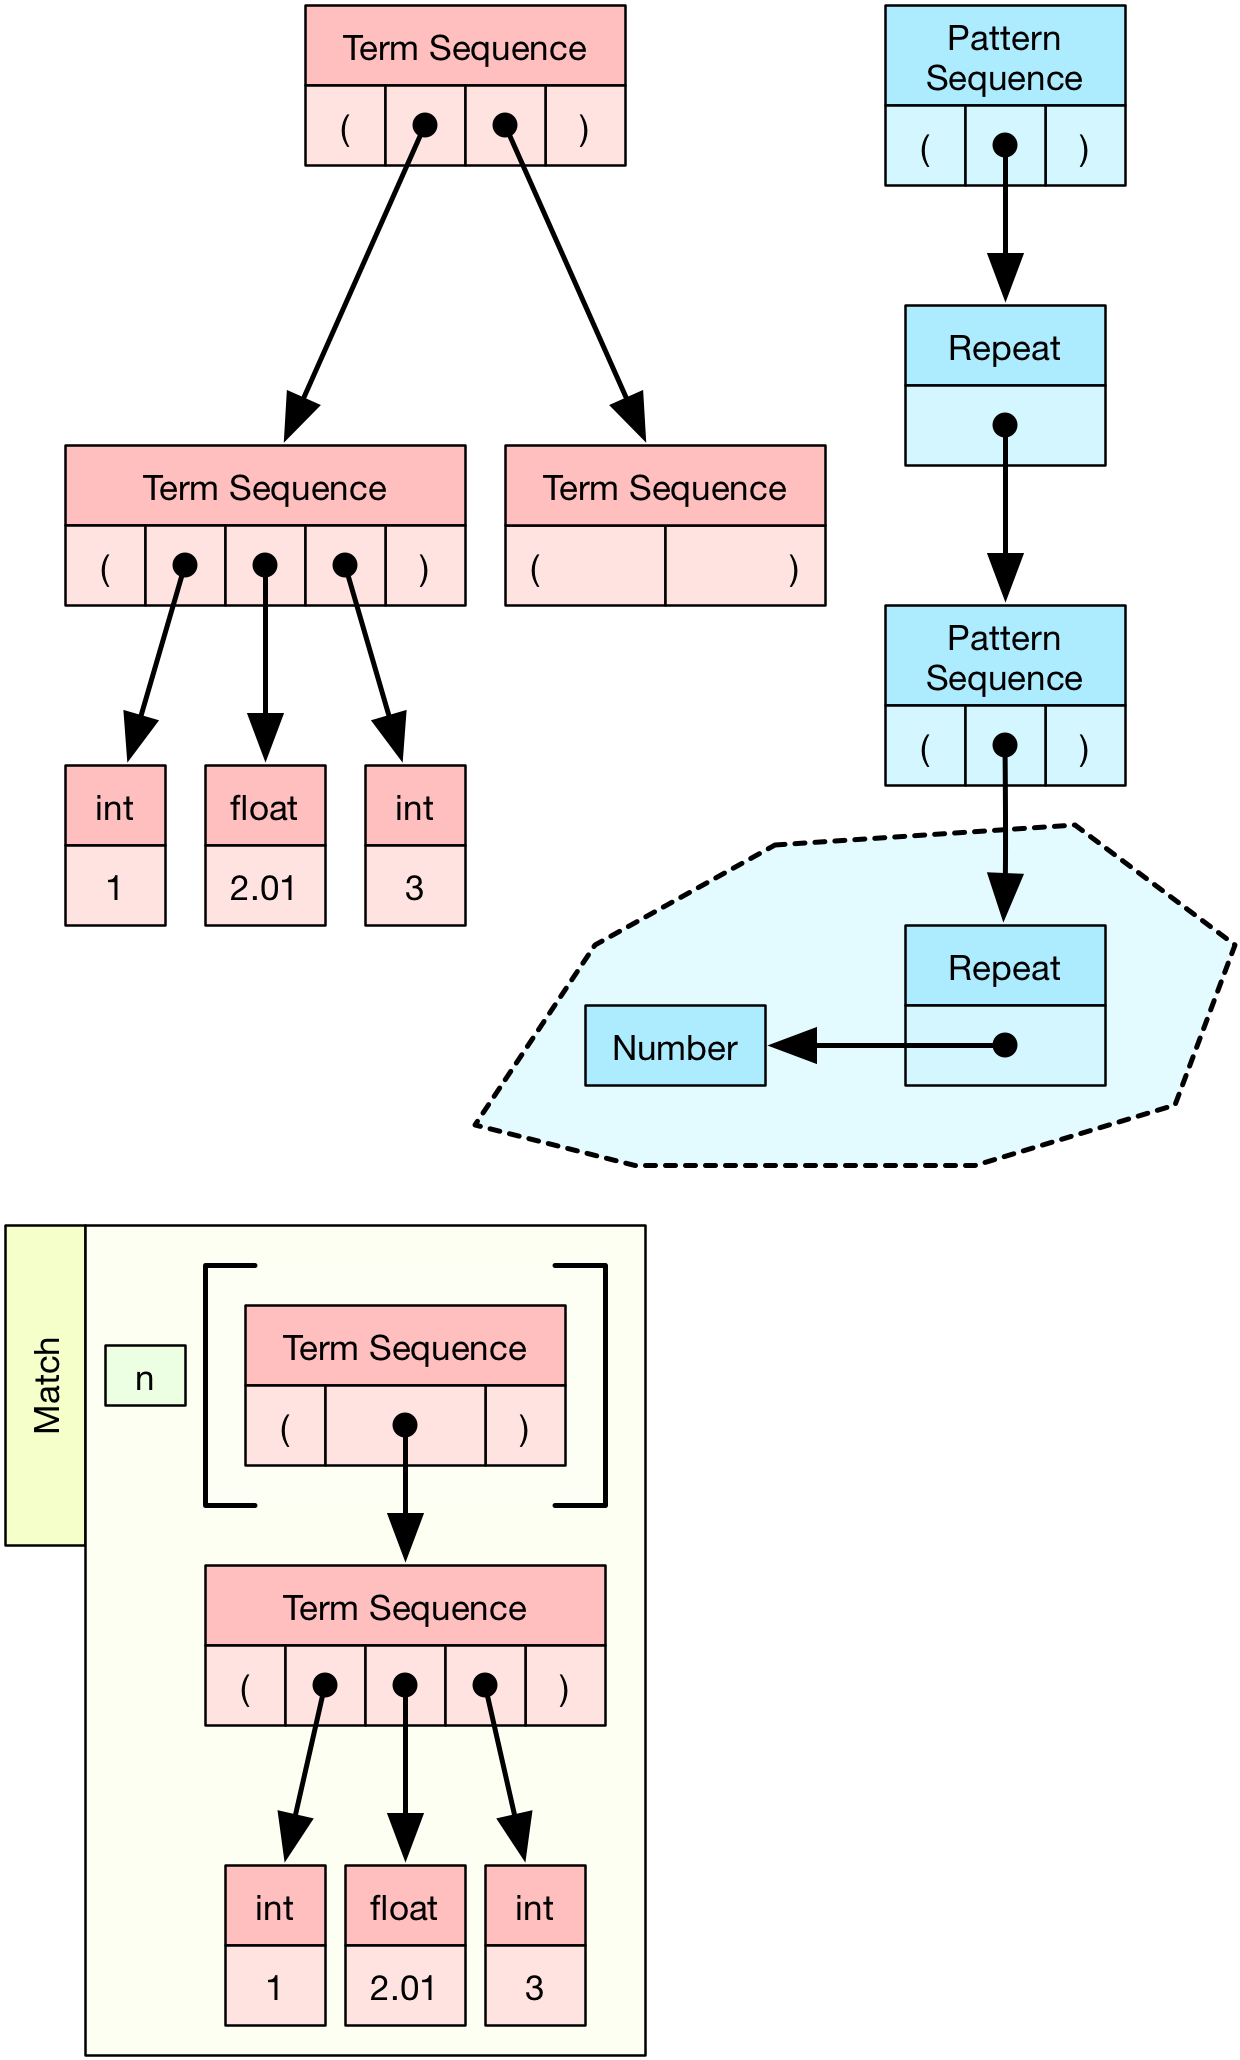 Term Sequence
( )
Pattern
Sequence
( )
Repeat
Term Sequence
( )
Term Sequence
( )
Pattern
Sequence
( )
int
1
float
2.01
int
3
Repeat
Number
Match
n
Term Sequence
( )
Term Sequence
( )
int
1
float
2.01
int
3